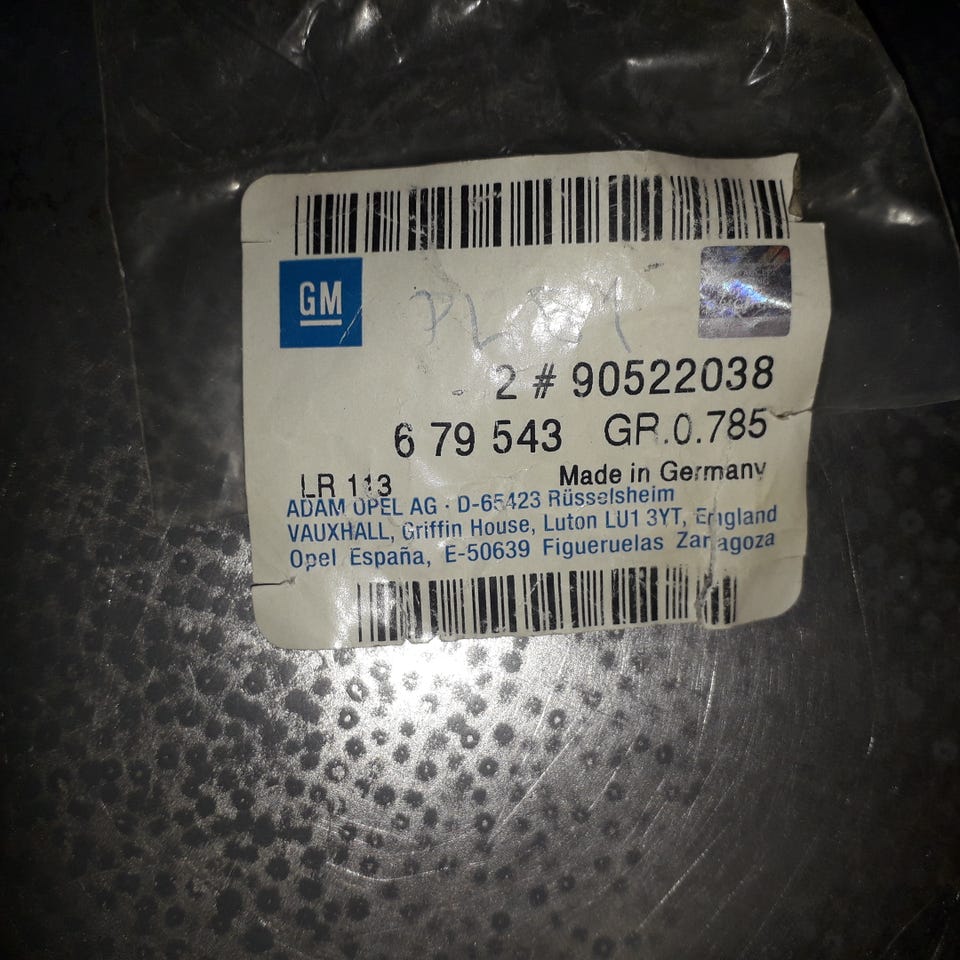 GM
2 # 90522038
6 79 543 GR.0.785
LR 113 Made in Germany
ADAM OPEL AG · D-65423 Rüsselsheim
VAUXHALL, Griffin House, Luton LU1 3YT, England
Opel España, E-50639 Figueruelas Zaragoza